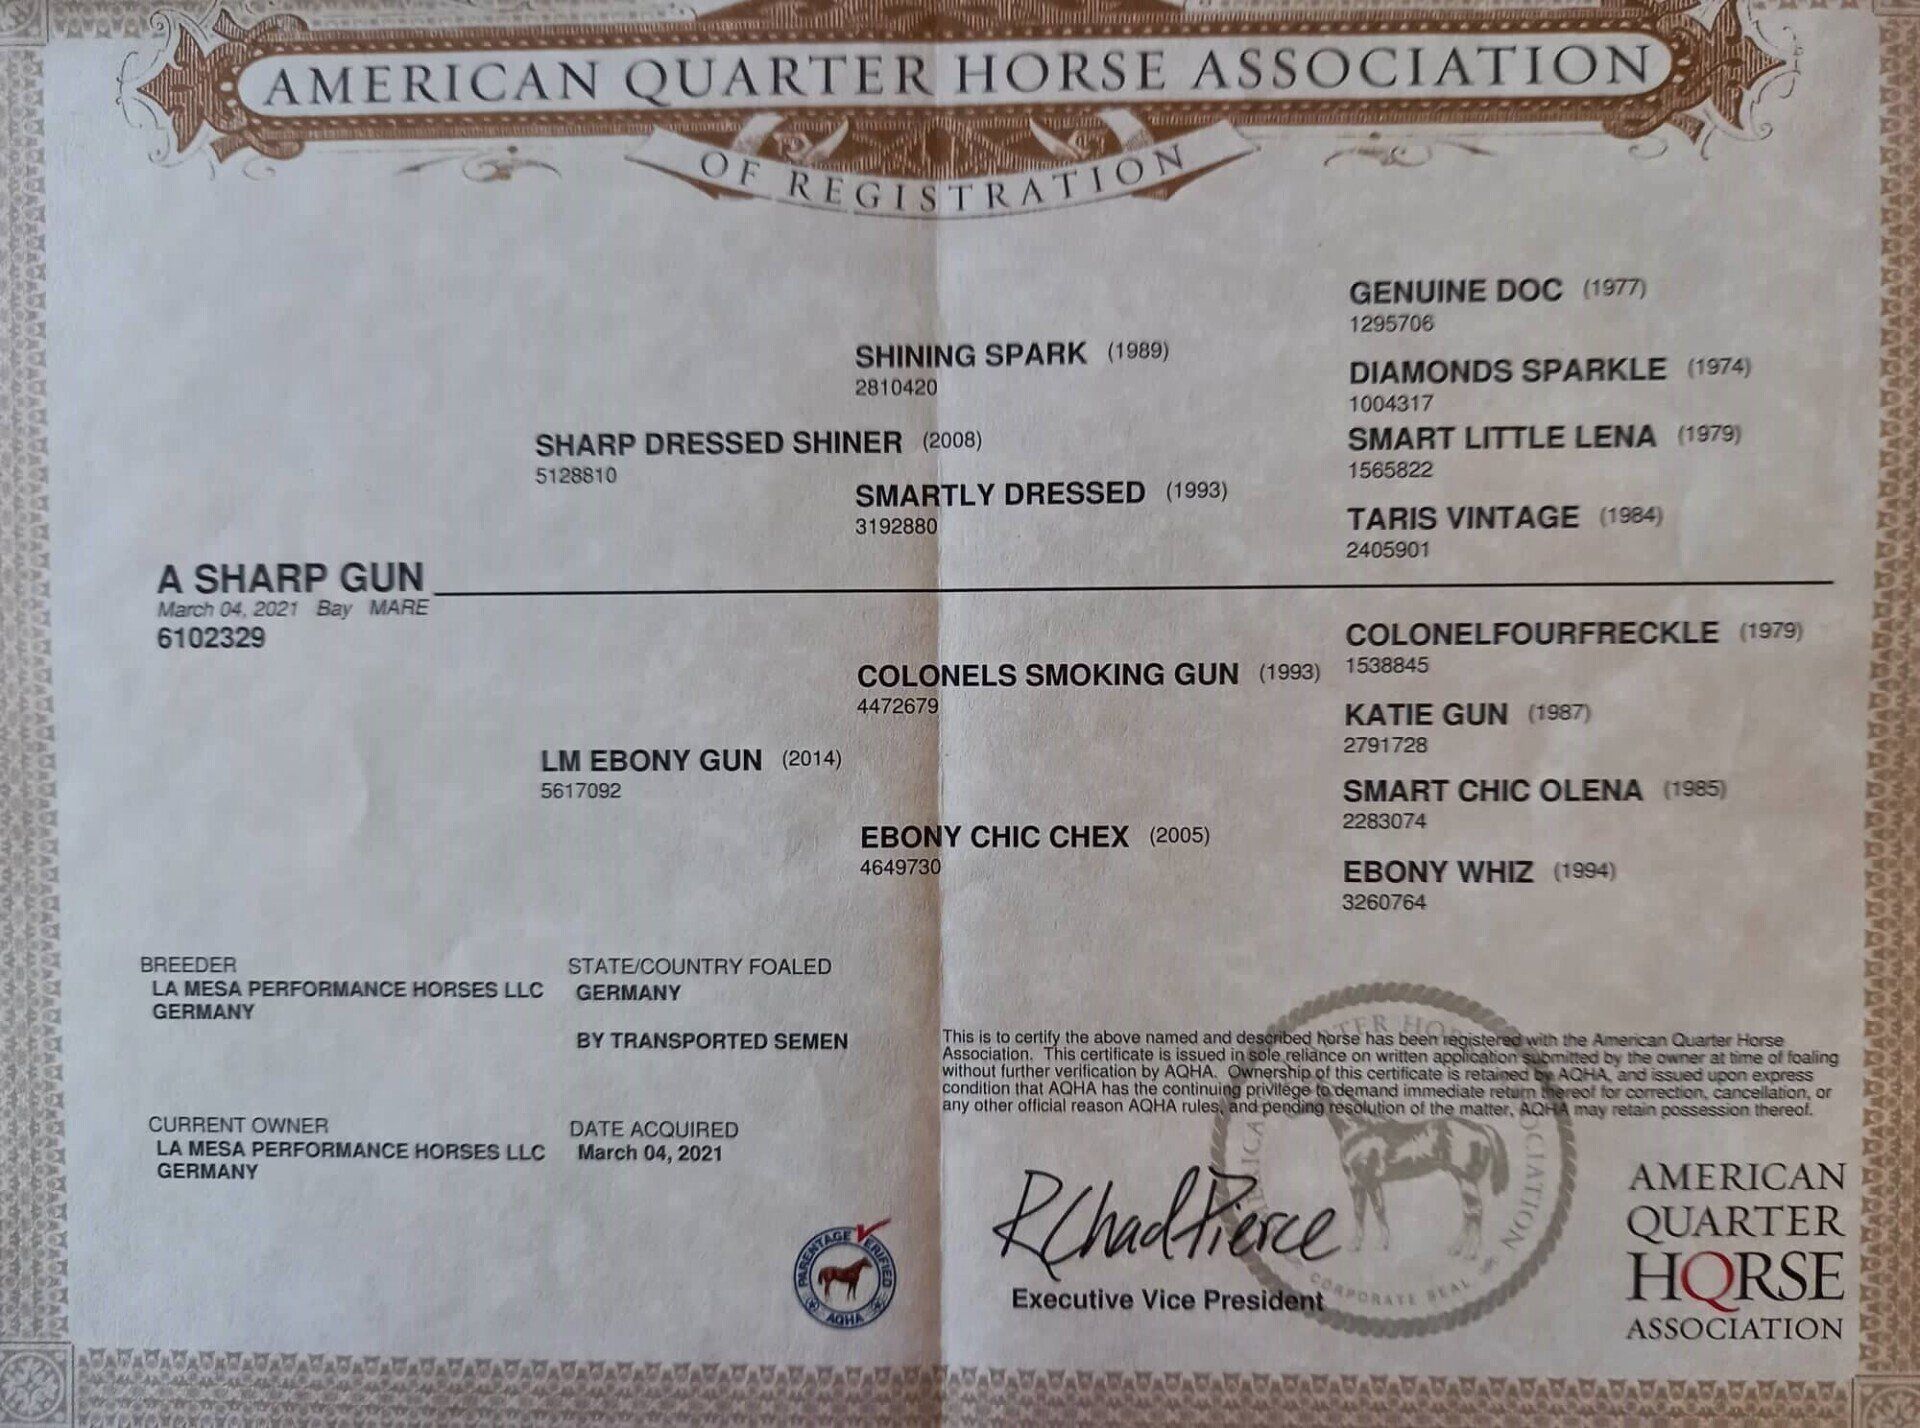 AMERICAN QUARTER HORSE ASSOCIATION
OF REGISTRATION
GENUINE DOC (1977)
1295706
SHINING SPARK (1989)
2810420
DIAMONDS SPARKLE (1974)
1004317
SHARP DRESSED SHINER (2008)
5128810
SMART LITTLE LENA (1979)
1565822
SMARTLY DRESSED (1993)
3192880
TARIS VINTAGE (1984)
2405901
A SHARP GUN
March 04, 2021 Bay MARE
6102329
COLONELFOURFRECKLE (1979)
1538845
COLONELS SMOKING GUN (1993)
4472679
KATIE GUN (1987)
2791728
LM EBONY GUN (2014)
5617092
SMART CHIC OLENA (1985)
2283074
EBONY CHIC CHEX (2005)
4649730
EBONY WHIZ (1994)
3260764
BREEDER
LA MESA PERFORMANCE HORSES LLC
GERMANY
STATE/COUNTRY FOALED
GERMANY
BY TRANSPORTED SEMEN
CURRENT OWNER
LA MESA PERFORMANCE HORSES LLC
GERMANY
DATE ACQUIRED
March 04, 2021
This is to certify the above named and described horse has been registered with the American Quarter Horse
Association. This certificate is issued in sole reliance on written application submitted by the owner at time of foaling
without further verification by AQHA. Ownership of this certificate is retained by AQHA, and issued upon express
condition that AQHA has the continuing privilege to demand immediate return thereof for correction, cancellation, or
any other official reason AQHA rules, and pending resolution of the matter, AQHA may retain possession thereof.
PARENTAGE VERIFIED
AQHA
R Chad Pierce
Executive Vice President
CORPORATE SEAL
AMERICAN
QUARTER
HORSE
ASSOCIATION